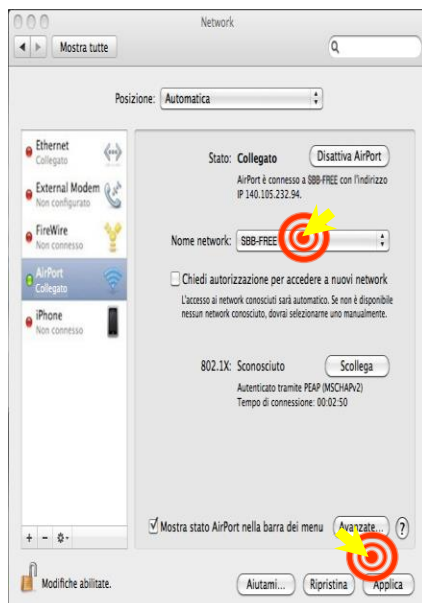 Network
Mostra tutte
Posizione: Automatica
Ethernet
Collegato
External Modem
Non configurato
FireWire
Non connesso
AirPort
Collegato
iPhone
Non connesso
Stato: Collegato
Disattiva AirPort
AirPort è connesso a SBB-FREE con l'indirizzo
IP 140.105.232.94.
Nome network: SBB-FREE
Chiedi autorizzazione per accedere a nuovi network
L'accesso ai network conosciuti sarà automatico. Se non è disponibile
nessun network conosciuto, dovrai selezionarne uno manualmente.
802.1X: Sconosciuto
Scollega
Autenticato tramite PEAP (MSCHAPv2)
Tempo di connessione: 00:02:50
Mostra stato AirPort nella barra dei menu
Avanzate...
?
+ -
Modifiche abilitate.
Aiutami...
Ripristina
Applica